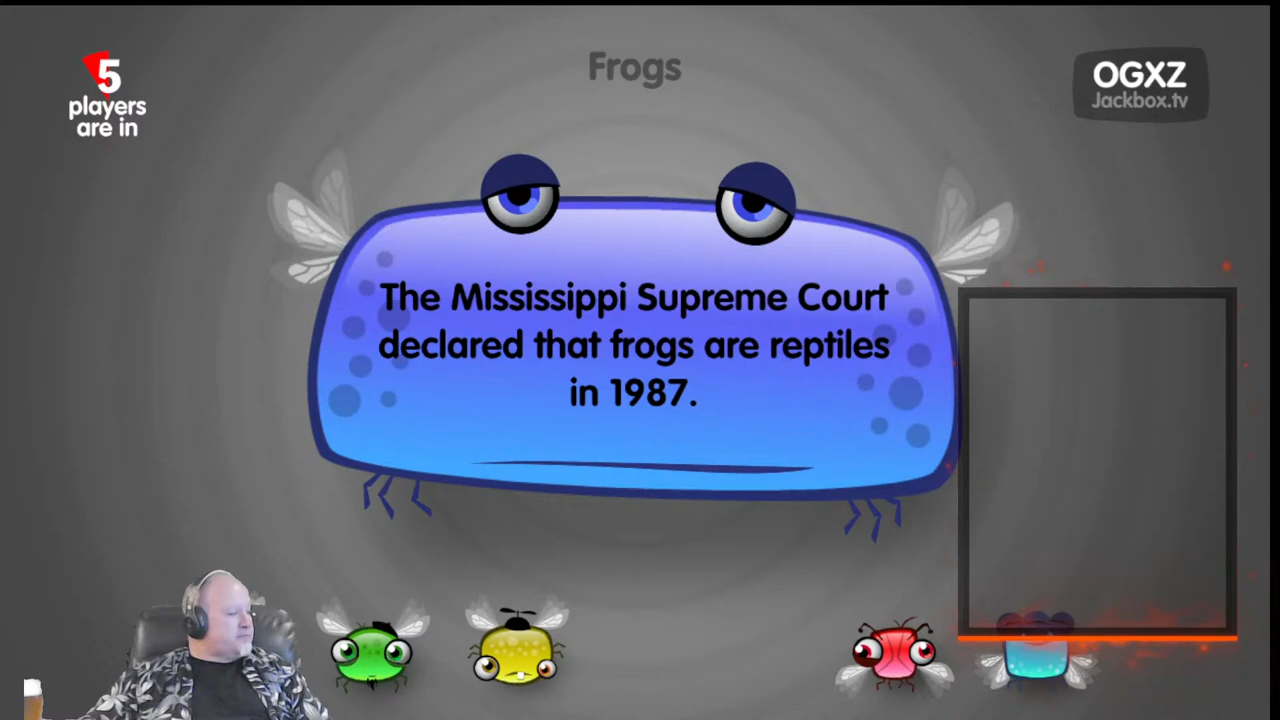 5
players
are in
Frogs
OGXZ
Jackbox.tv
The Mississippi Supreme Court
declared that frogs are reptiles
in 1987.